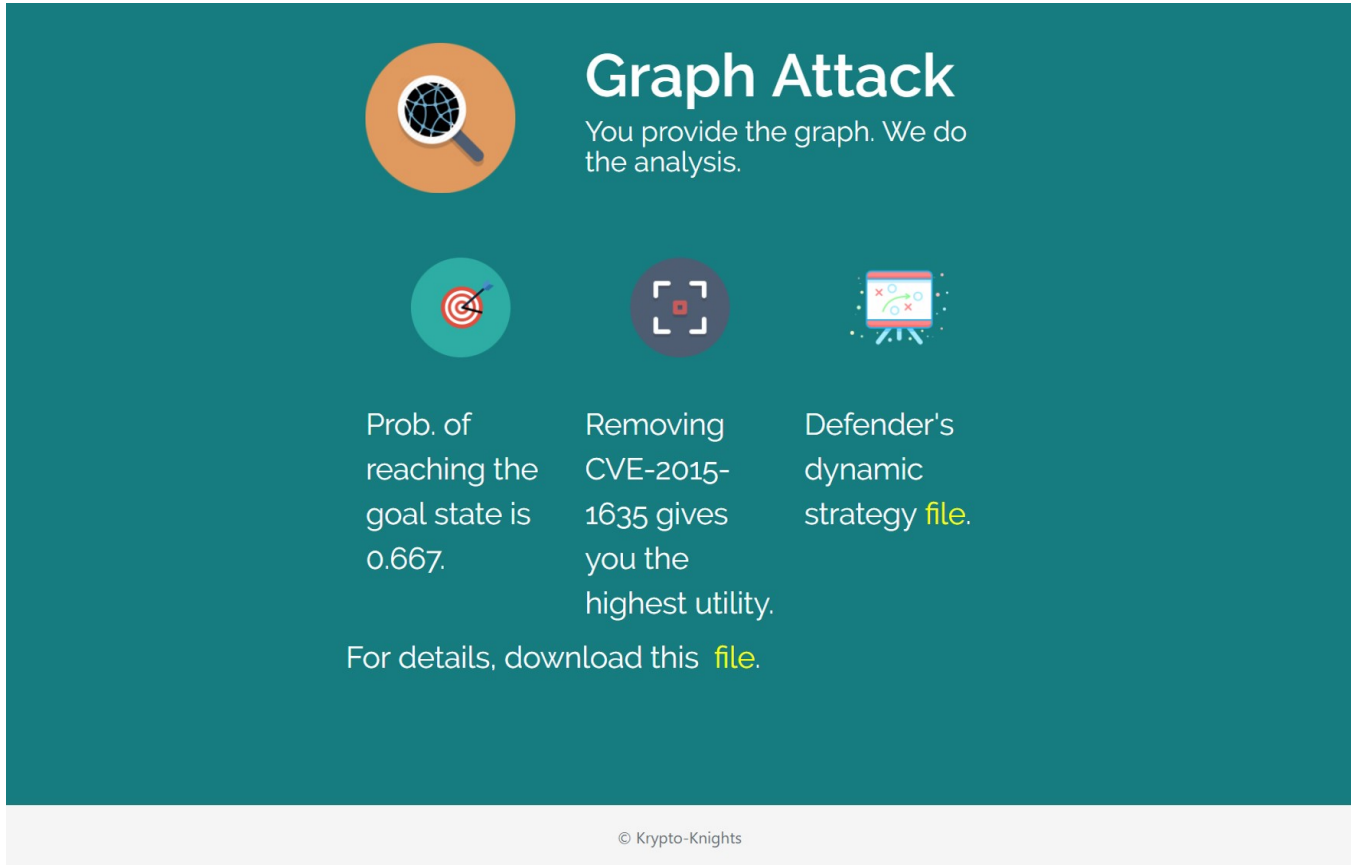 Graph Attack
You provide the graph. We do
the analysis.
Prob. of
reaching the
goal state is
0.667.
Removing
CVE-2015-
1635 gives
you the
highest utility.
Defender's
dynamic
strategy file.
For details, download this file.
© Krypto-Knights